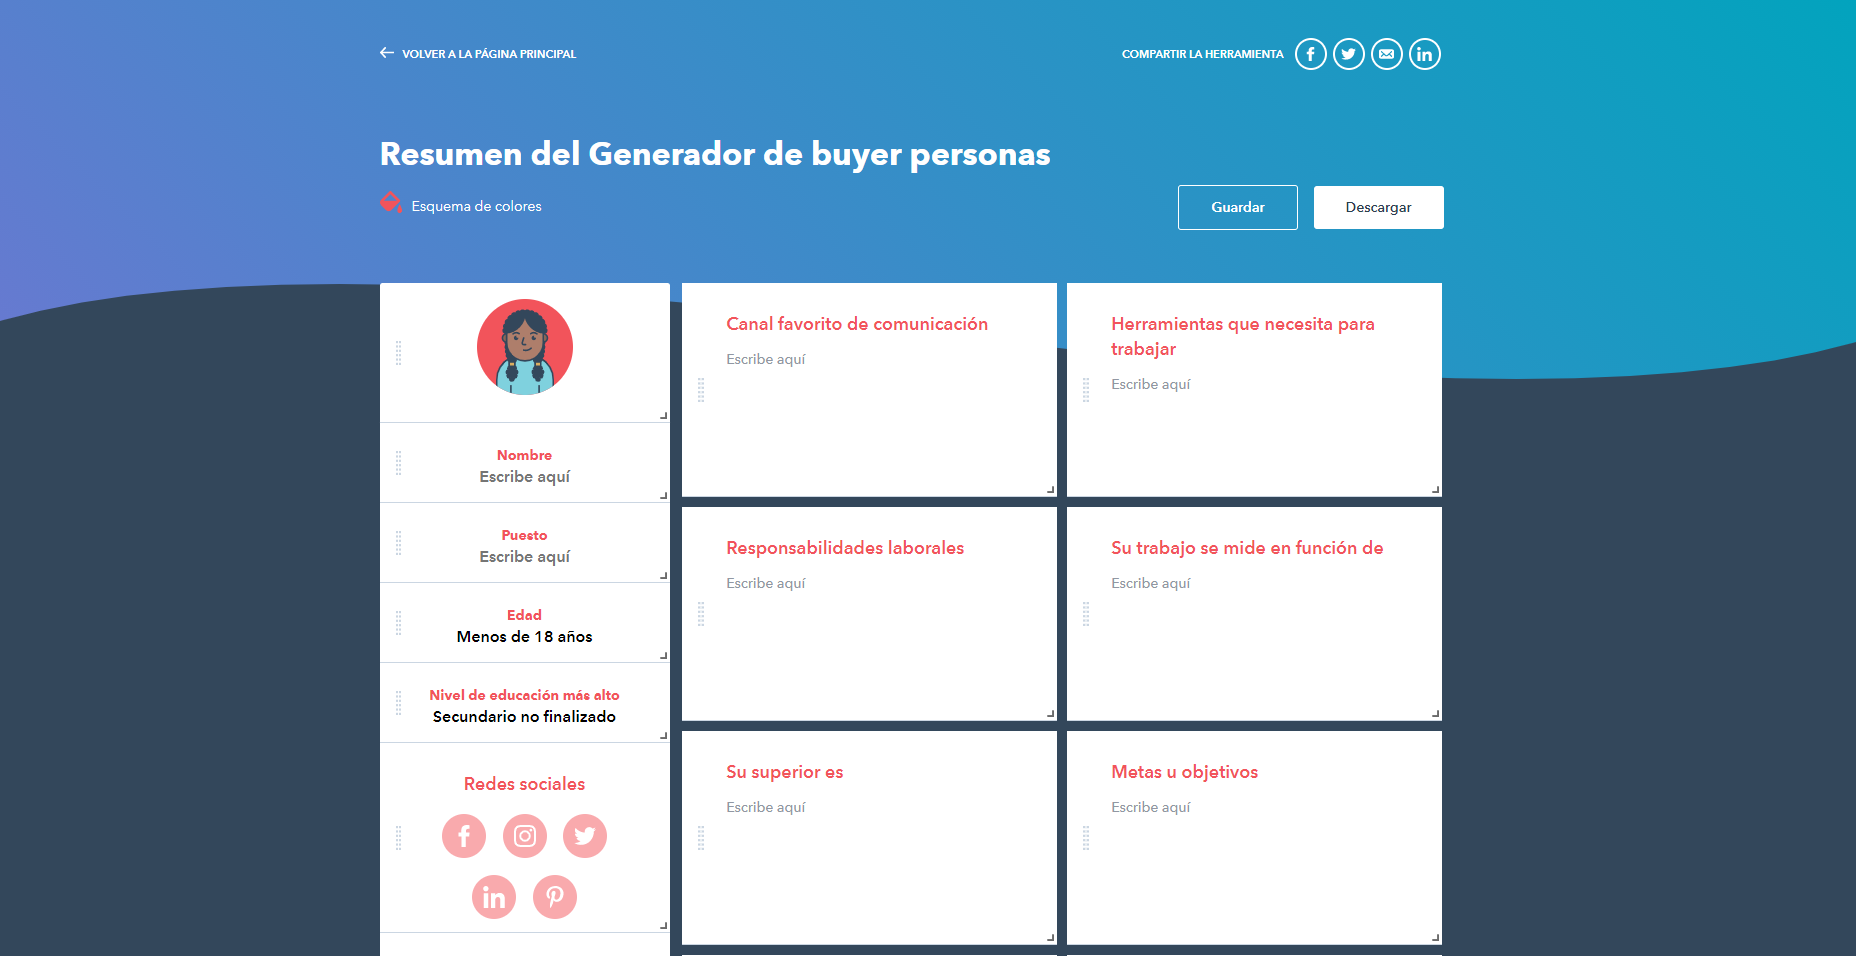 VOLVER A LA PÁGINA PRINCIPAL
COMPARTIR LA HERRAMIENTA
Resumen del Generador de buyer personas
Esquema de colores
Guardar
Descargar
Nombre
Escribe aquí
Puesto
Escribe aquí
Edad
Menos de 18 años
Nivel de educación más alto
Secundario no finalizado
Redes sociales
Canal favorito de comunicación
Escribe aquí
Herramientas que necesita para
trabajar
Escribe aquí
Responsabilidades laborales
Escribe aquí
Su trabajo se mide en función de
Escribe aquí
Su superior es
Escribe aquí
Metas u objetivos
Escribe aquí